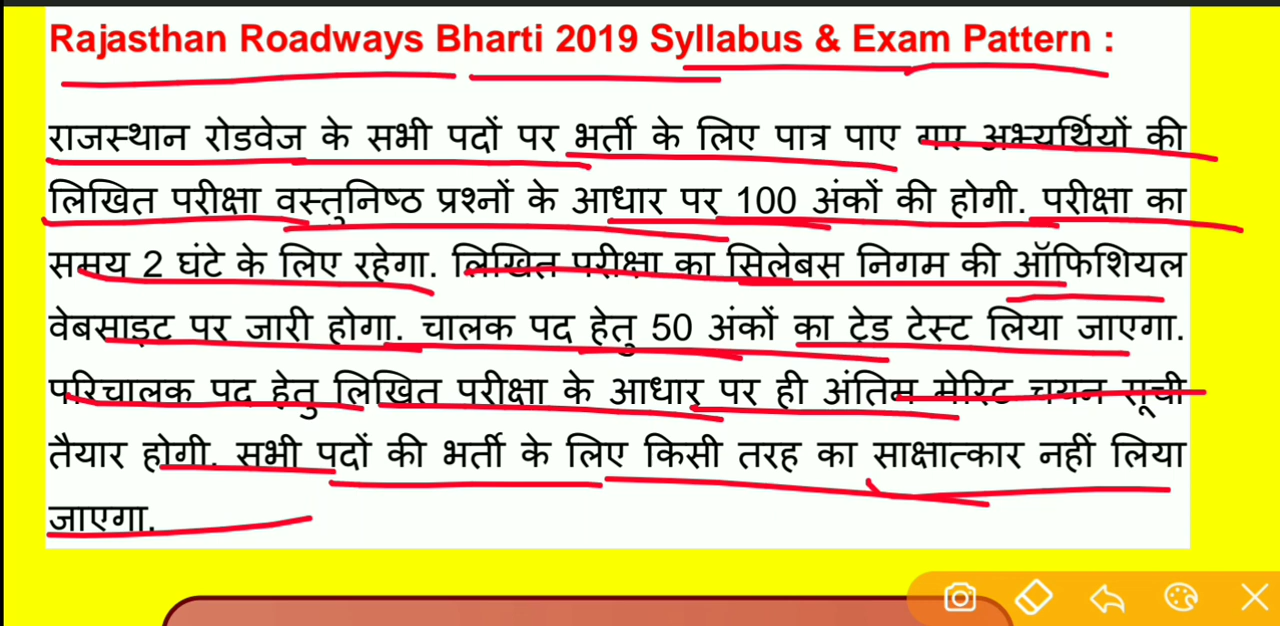 Rajasthan Roadways Bharti 2019 Syllabus & Exam Pattern :
राजस्थान रोडवेज के सभी पदों पर भर्ती के लिए पात्र पाए गए अभ्यर्थियों की
लिखित परीक्षा वस्तुनिष्ठ प्रश्नों के आधार पर 100 अंकों की होगी. परीक्षा का
समय 2 घंटे के लिए रहेगा. लिखित परीक्षा का सिलेबस निगम की ऑफिशियल
वेबसाइट पर जारी होगा. चालक पद हेतु 50 अंकों का ट्रेड टेस्ट लिया जाएगा.
परिचालक पद हेतु लिखित परीक्षा के आधार पर ही अंतिम मेरिट चयन सूची
तैयार होगी. सभी पदों की भर्ती के लिए किसी तरह का साक्षात्कार नहीं लिया
जाएगा.